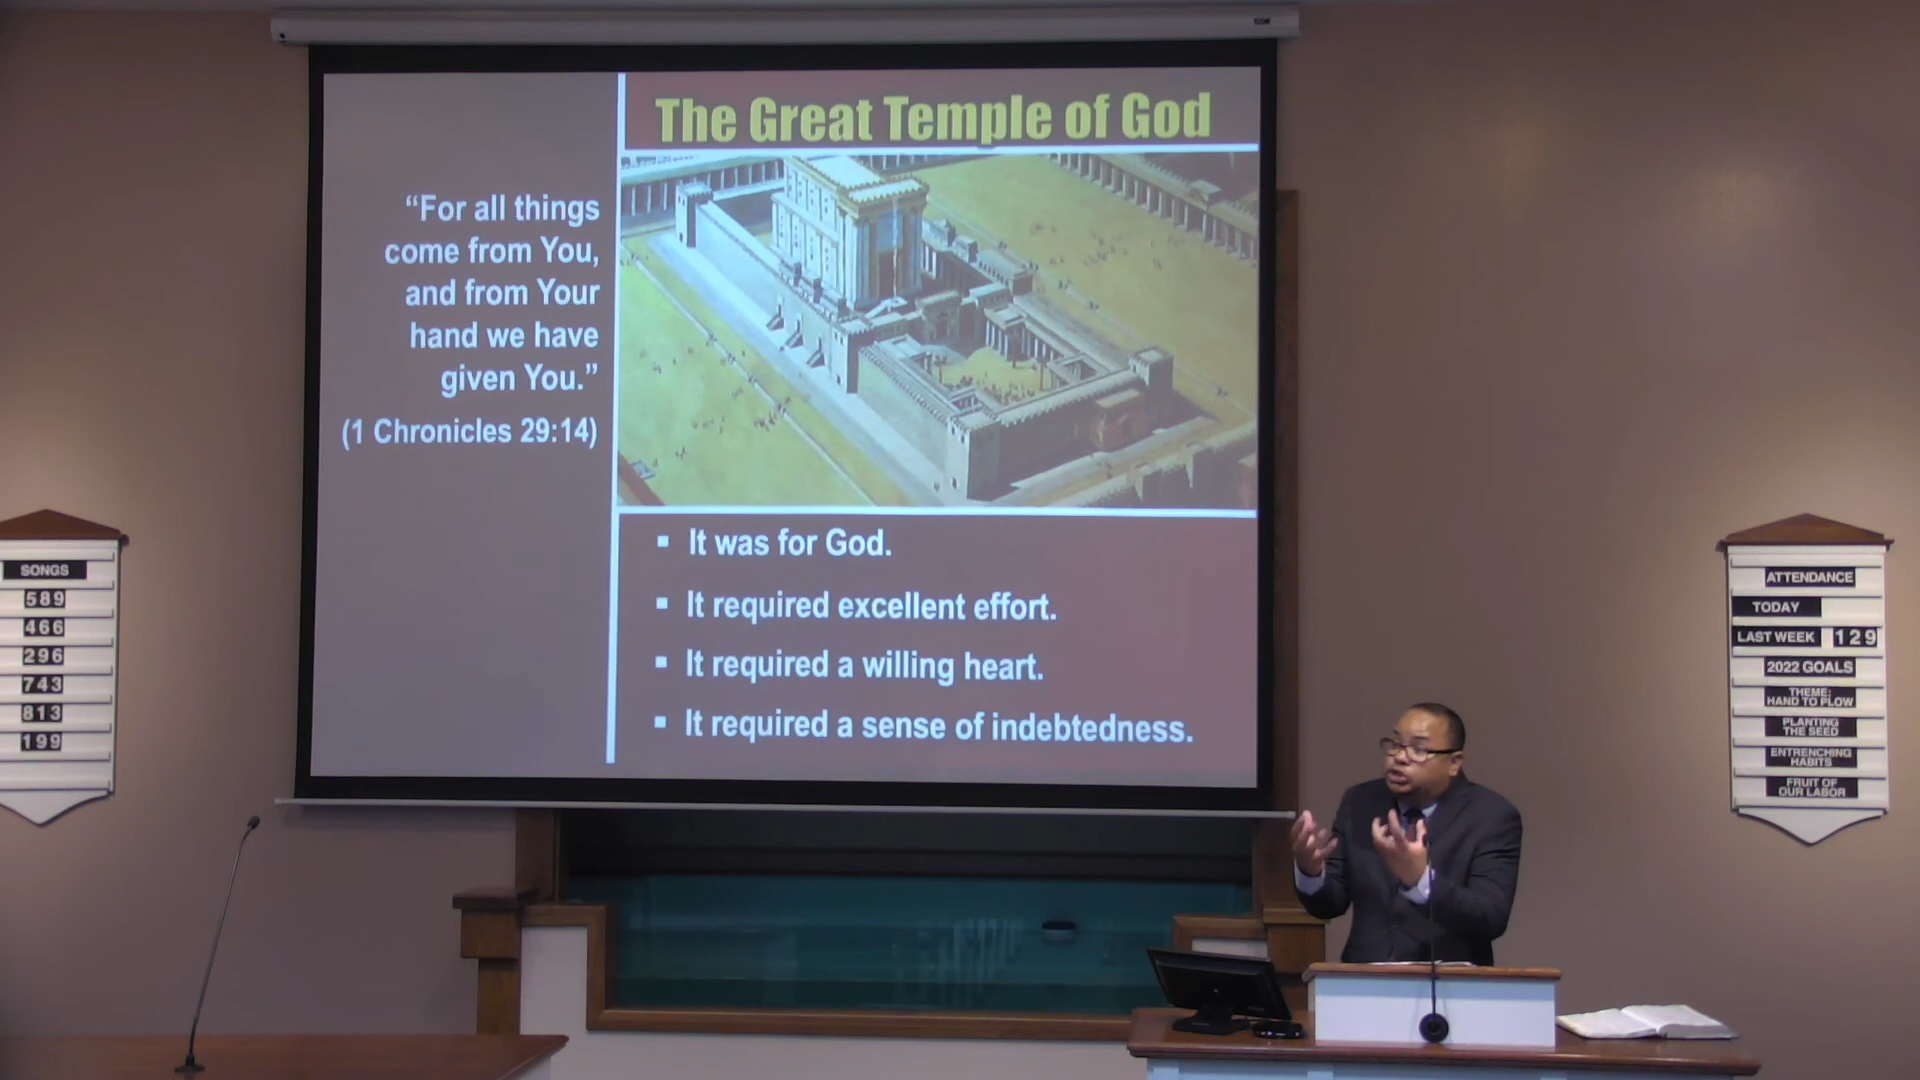 The Great Temple of God
“For all things
come from You,
and from Your
hand we have
given You.”
(1 Chronicles 29:14)
▪ It was for God.
▪ It required excellent effort.
▪ It required a willing heart.
▪ It required a sense of indebtedness.
SONGS
589
466
296
743
813
199
ATTENDANCE
TODAY
LAST WEEK 129
2022 GOALS
THEME:
HAND TO PLOW
PLANTING
THE SEED
ENTRENCHING
HABITS
FRUIT OF
OUR LABOR